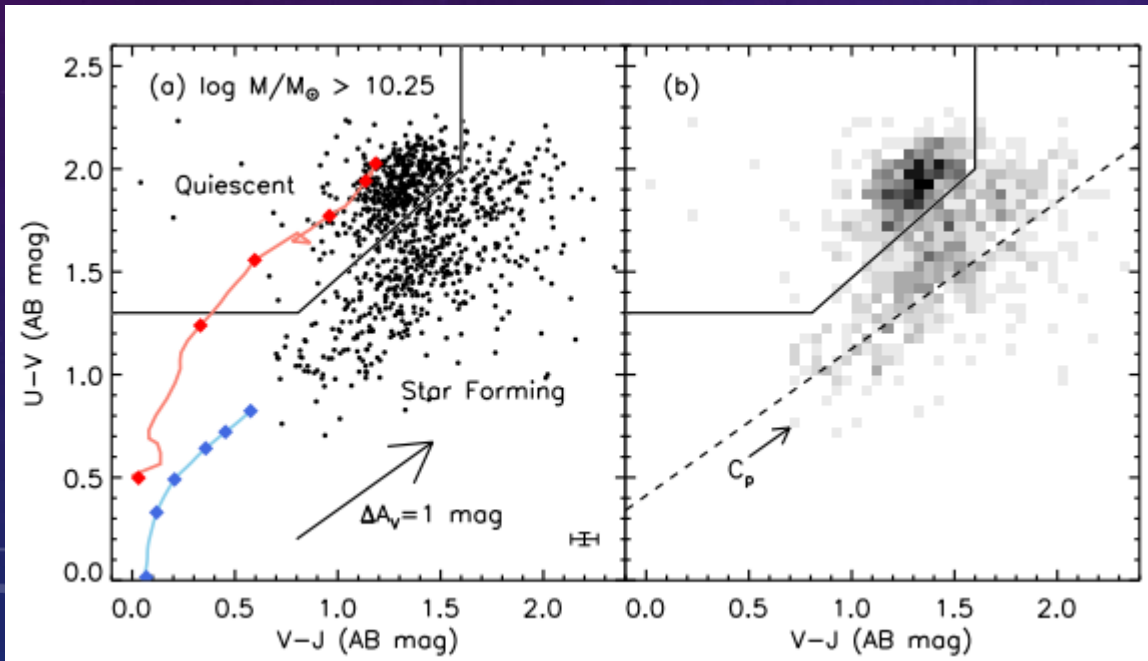 (a) log M/M⊙ > 10.25
Quiescent
Star Forming
ΔAv=1 mag
U−V (AB mag)
2.5
2.0
1.5
1.0
0.5
0.0
0.0 0.5 1.0 1.5 2.0
V−J (AB mag)
(b)
Cp
0.0 0.5 1.0 1.5 2.0
V−J (AB mag)